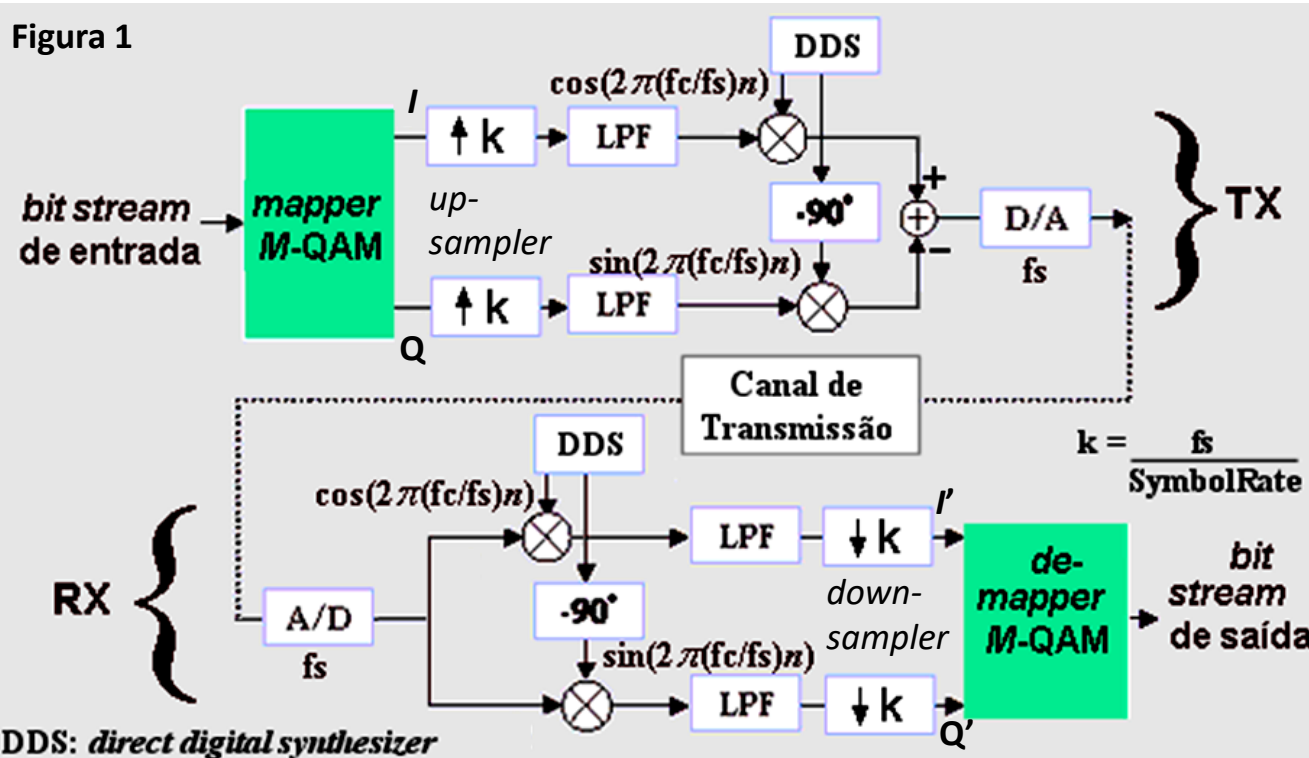 Figura 1
DDS
cos(2π(fc/fs)n)
I
↑ k
LPF
bit stream
de entrada
mapper
M-QAM
up-
sampler
-90°
+
+
−
D/A
fs
TX
sin(2π(fc/fs)n)
↑ k
LPF
Q
Canal de
Transmissão
k = fs
SymbolRate
DDS
cos(2π(fc/fs)n)
LPF
↓ k
I'
RX
A/D
fs
-90°
down-
sampler
de-
mapper
M-QAM
bit
stream
de saída
sin(2π(fc/fs)n)
LPF
↓ k
Q'
DDS: direct digital synthesizer